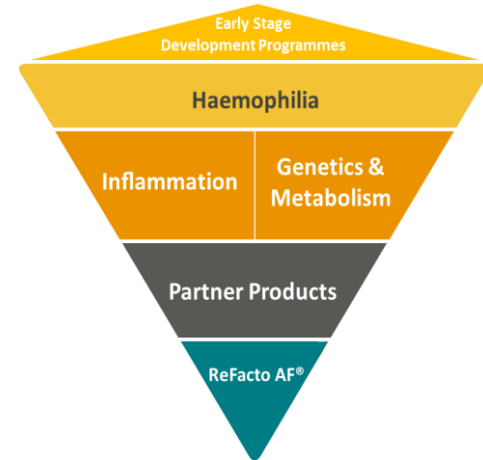 Early Stage
Development Programmes
Haemophilia
Inflammation
Genetics &
Metabolism
Partner Products
ReFacto AF®